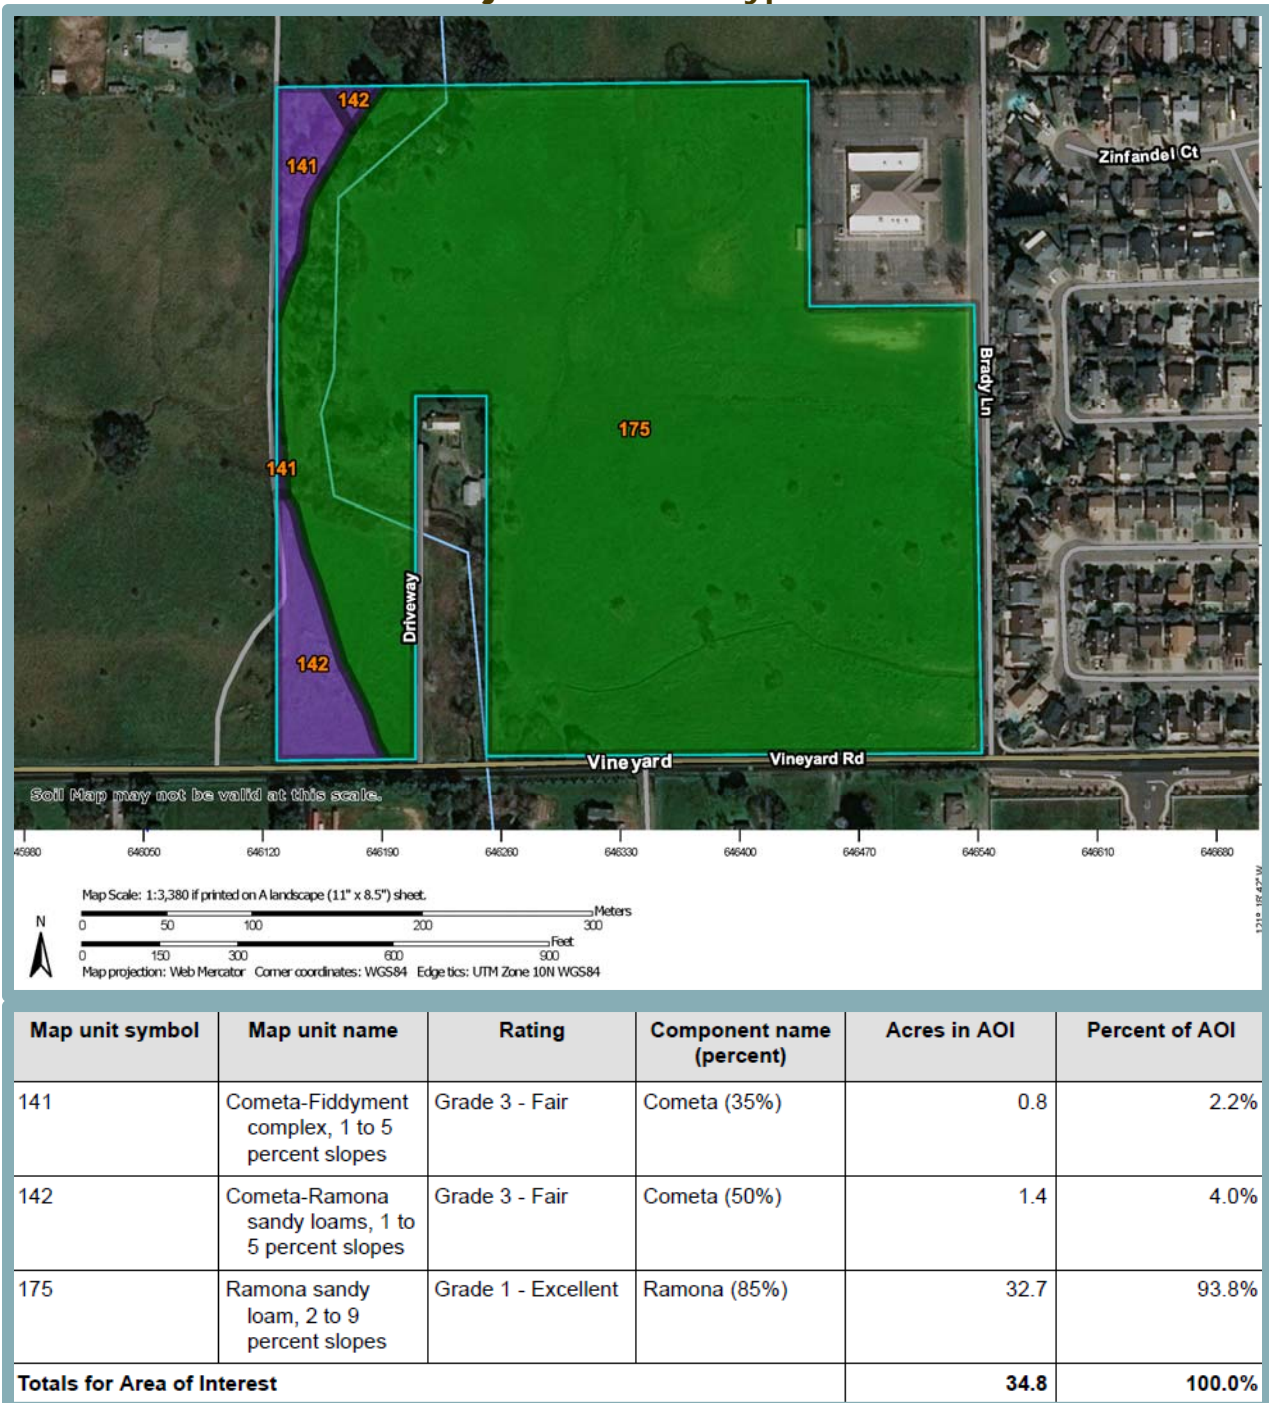 142
141
Zinfandel Ct
Brady Ln
175
141
Driveway
142
Vineyard
Vineyard Rd
Soil Map may not be valid at this scale.
646050
646120
646190
646260
646330
646400
646470
646540
646610
646680
Map Scale: 1:3,380 if printed on A landscape (11" x 8.5") sheet.
N
Meters
0 50 100 200 300
Feet
0 150 300 600 900
Map projection: Web Mercator Corner coordinates: WGS84 Edge tics: UTM Zone 10N WGS84
Map unit symbol Map unit name Rating Component name Acres in AOI Percent of AOI
(percent)
141 Cometa-Fiddyment Grade 3 - Fair Cometa (35%) 0.8 2.2%
complex, 1 to 5
percent slopes
142 Cometa-Ramona Grade 3 - Fair Cometa (50%) 1.4 4.0%
sandy loams, 1 to
5 percent slopes
175 Ramona sandy Grade 1 - Excellent Ramona (85%) 32.7 93.8%
loam, 2 to 9
percent slopes
Totals for Area of Interest 34.8 100.0%